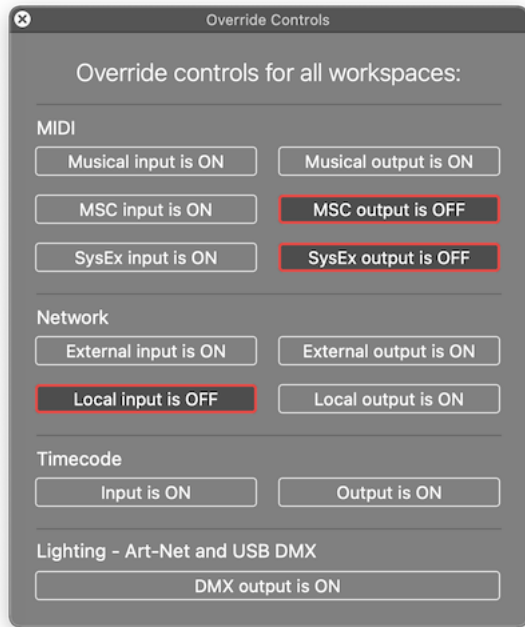 Override Controls
Override controls for all workspaces:
MIDI
Musical input is ON
Musical output is ON
MSC input is ON
MSC output is OFF
SysEx input is ON
SysEx output is OFF
Network
External input is ON
External output is ON
Local input is OFF
Local output is ON
Timecode
Input is ON
Output is ON
Lighting - Art-Net and USB DMX
DMX output is ON